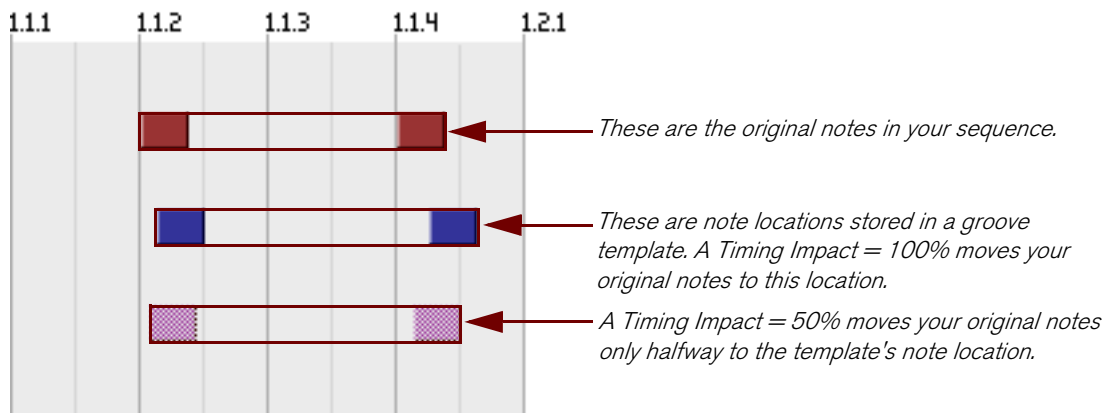 1.1.1 1.1.2 1.1.3 1.1.4 1.2.1
These are the original notes in your sequence.
These are note locations stored in a groove
template. A Timing Impact = 100% moves your
original notes to this location.
A Timing Impact = 50% moves your original notes
only halfway to the template's note location.